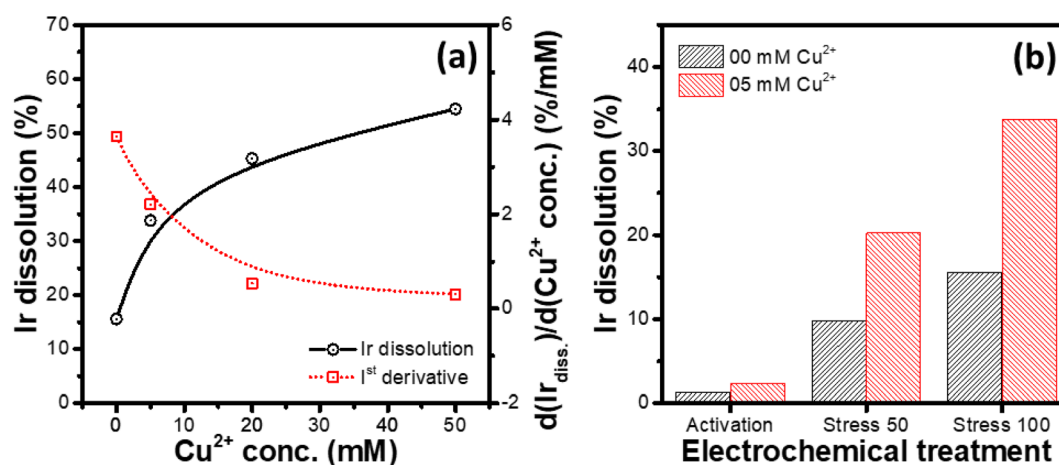 (a)
Ir dissolution (%)
70
60
50
40
30
20
10
0
6
4
2
0
-2
d(Ir_diss.)/d(Cu²⁺ conc.) (%/mM)
Ir dissolution
Iˢᵗ derivative
0 10 20 30 40 50
Cu²⁺ conc. (mM)
(b)
Ir dissolution (%)
40
30
20
10
0
00 mM Cu²⁺
05 mM Cu²⁺
Activation Stress 50 Stress 100
Electrochemical treatment